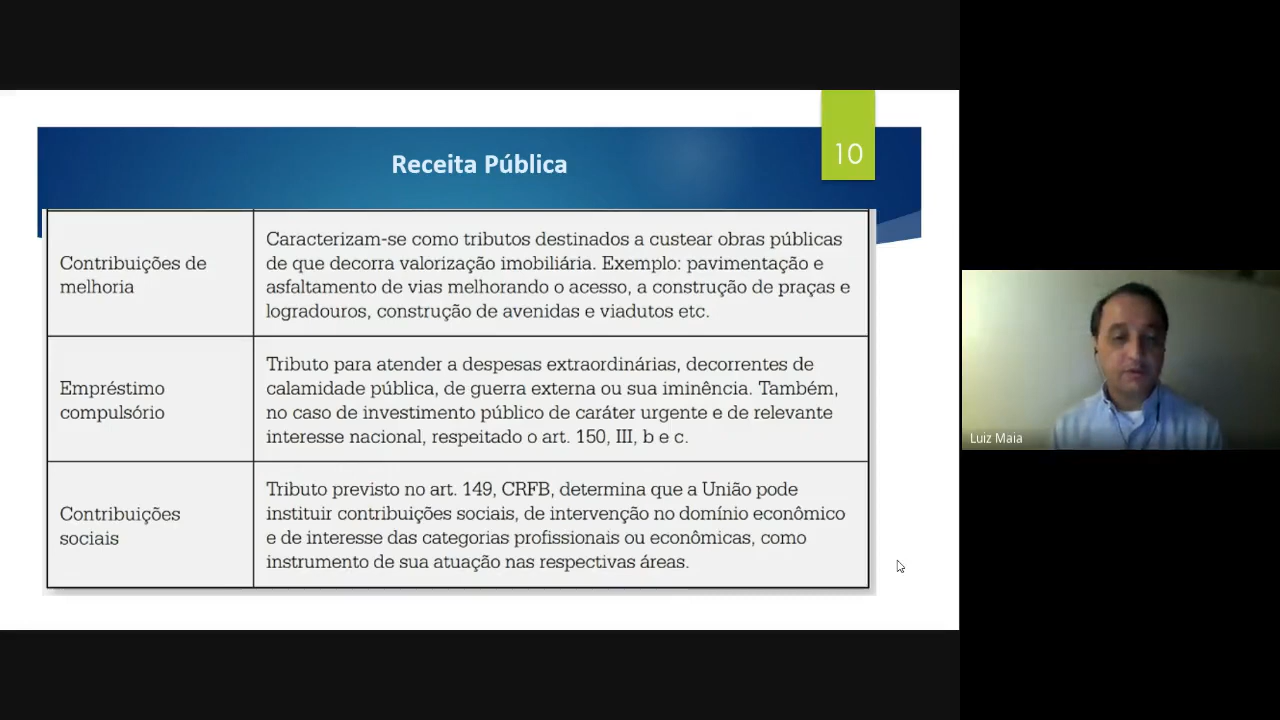 10
Receita Pública
Contribuições de
melhoria
Caracterizam-se como tributos destinados a custear obras públicas
de que decorra valorização imobiliária. Exemplo: pavimentação e
asfaltamento de vias melhorando o acesso, a construção de praças e
logradouros, construção de avenidas e viadutos etc.
Empréstimo
compulsório
Tributo para atender a despesas extraordinárias, decorrentes de
calamidade pública, de guerra externa ou sua iminência. Também,
no caso de investimento público de caráter urgente e de relevante
interesse nacional, respeitado o art. 150, III, b e c.
Contribuições
sociais
Tributo previsto no art. 149, CRFB, determina que a União pode
instituir contribuições sociais, de intervenção no domínio econômico
e de interesse das categorias profissionais ou econômicas, como
instrumento de sua atuação nas respectivas áreas.
Luiz Maia